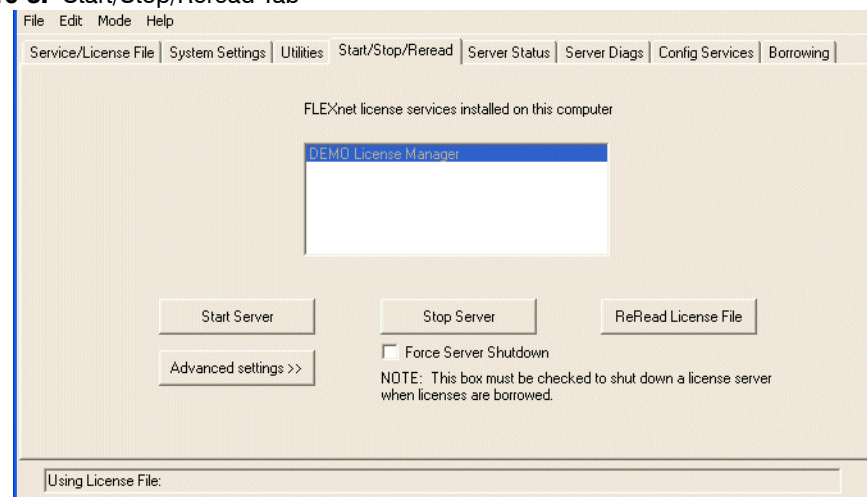 Start/Stop/Reread Tab
File Edit Mode Help
Service/License File System Settings Utilities Start/Stop/Reread Server Status Server Diags Config Services Borrowing
FLEXnet license services installed on this computer
DEMO License Manager
Start Server Stop Server ReRead License File
Advanced settings >>
Force Server Shutdown
NOTE: This box must be checked to shut down a license server
when licenses are borrowed.
Using License File: